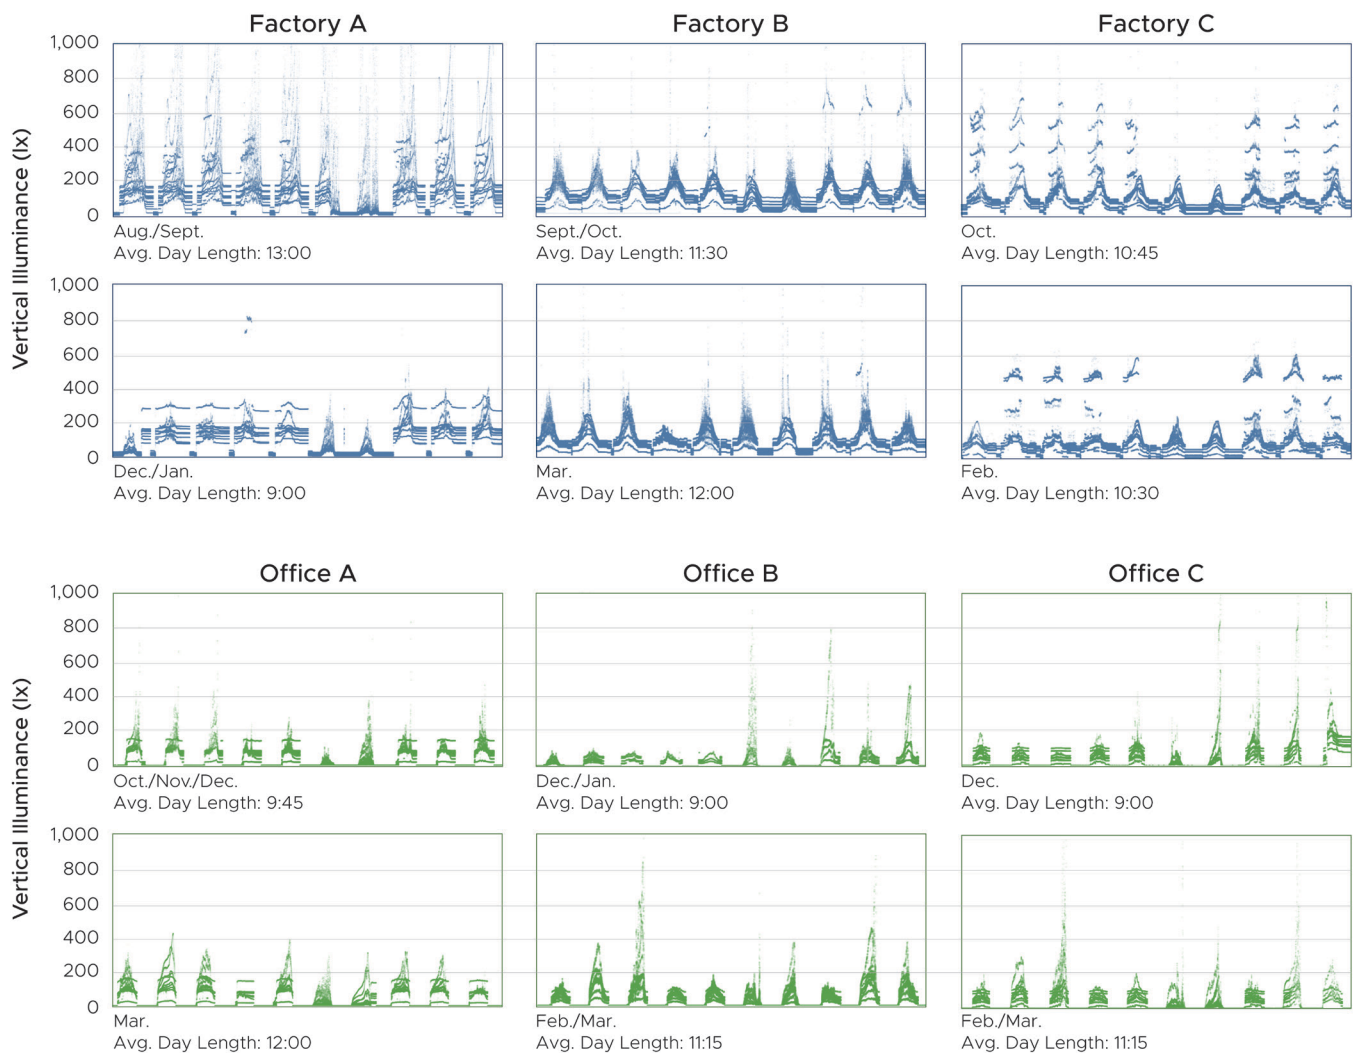 Factory A
Factory B
Factory C
Vertical Illuminance (lx)
1,000
800
600
400
200
0
Aug./Sept.
Avg. Day Length: 13:00
Sept./Oct.
Avg. Day Length: 11:30
Oct.
Avg. Day Length: 10:45
1,000
800
600
400
200
0
Dec./Jan.
Avg. Day Length: 9:00
Mar.
Avg. Day Length: 12:00
Feb.
Avg. Day Length: 10:30
Office A
Office B
Office C
Vertical Illuminance (lx)
1,000
800
600
400
200
0
Oct./Nov./Dec.
Avg. Day Length: 9:45
Dec./Jan.
Avg. Day Length: 9:00
Dec.
Avg. Day Length: 9:00
1,000
800
600
400
200
0
Mar.
Avg. Day Length: 12:00
Feb./Mar.
Avg. Day Length: 11:15
Feb./Mar.
Avg. Day Length: 11:15